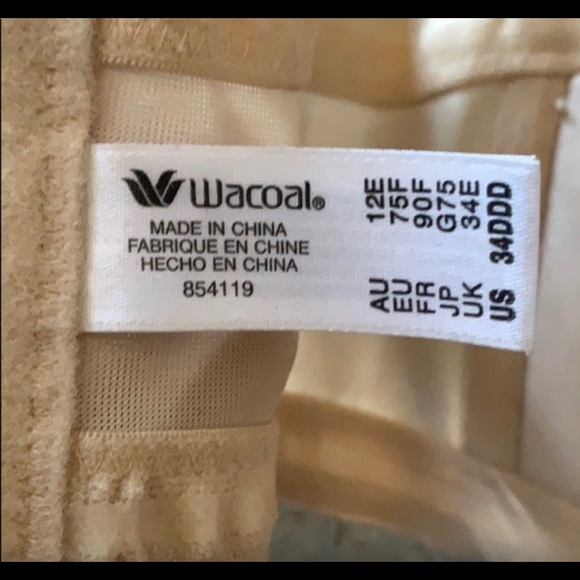 Wacoal®
MADE IN CHINA
FABRIQUE EN CHINE
HECHO EN CHINA
854119
AU 12E
EU 75F
FR 90F
JP G75
UK 34E
US 34DDD